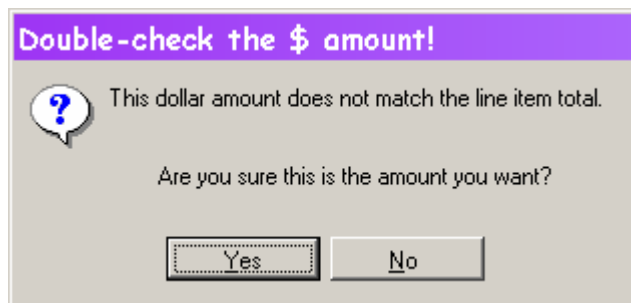 Double-check the $ amount!
This dollar amount does not match the line item total.
Are you sure this is the amount you want?
Yes No